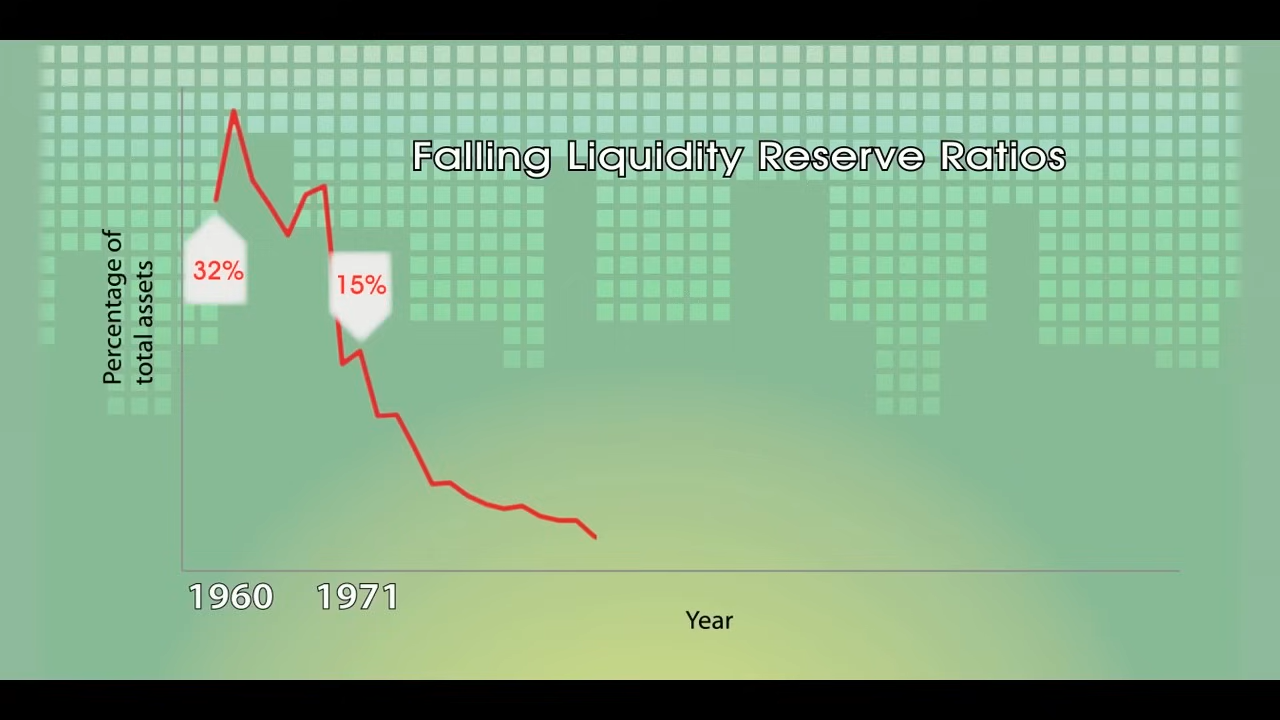 Falling Liquidity Reserve Ratios
Percentage of
total assets
32%
15%
1960
1971
Year